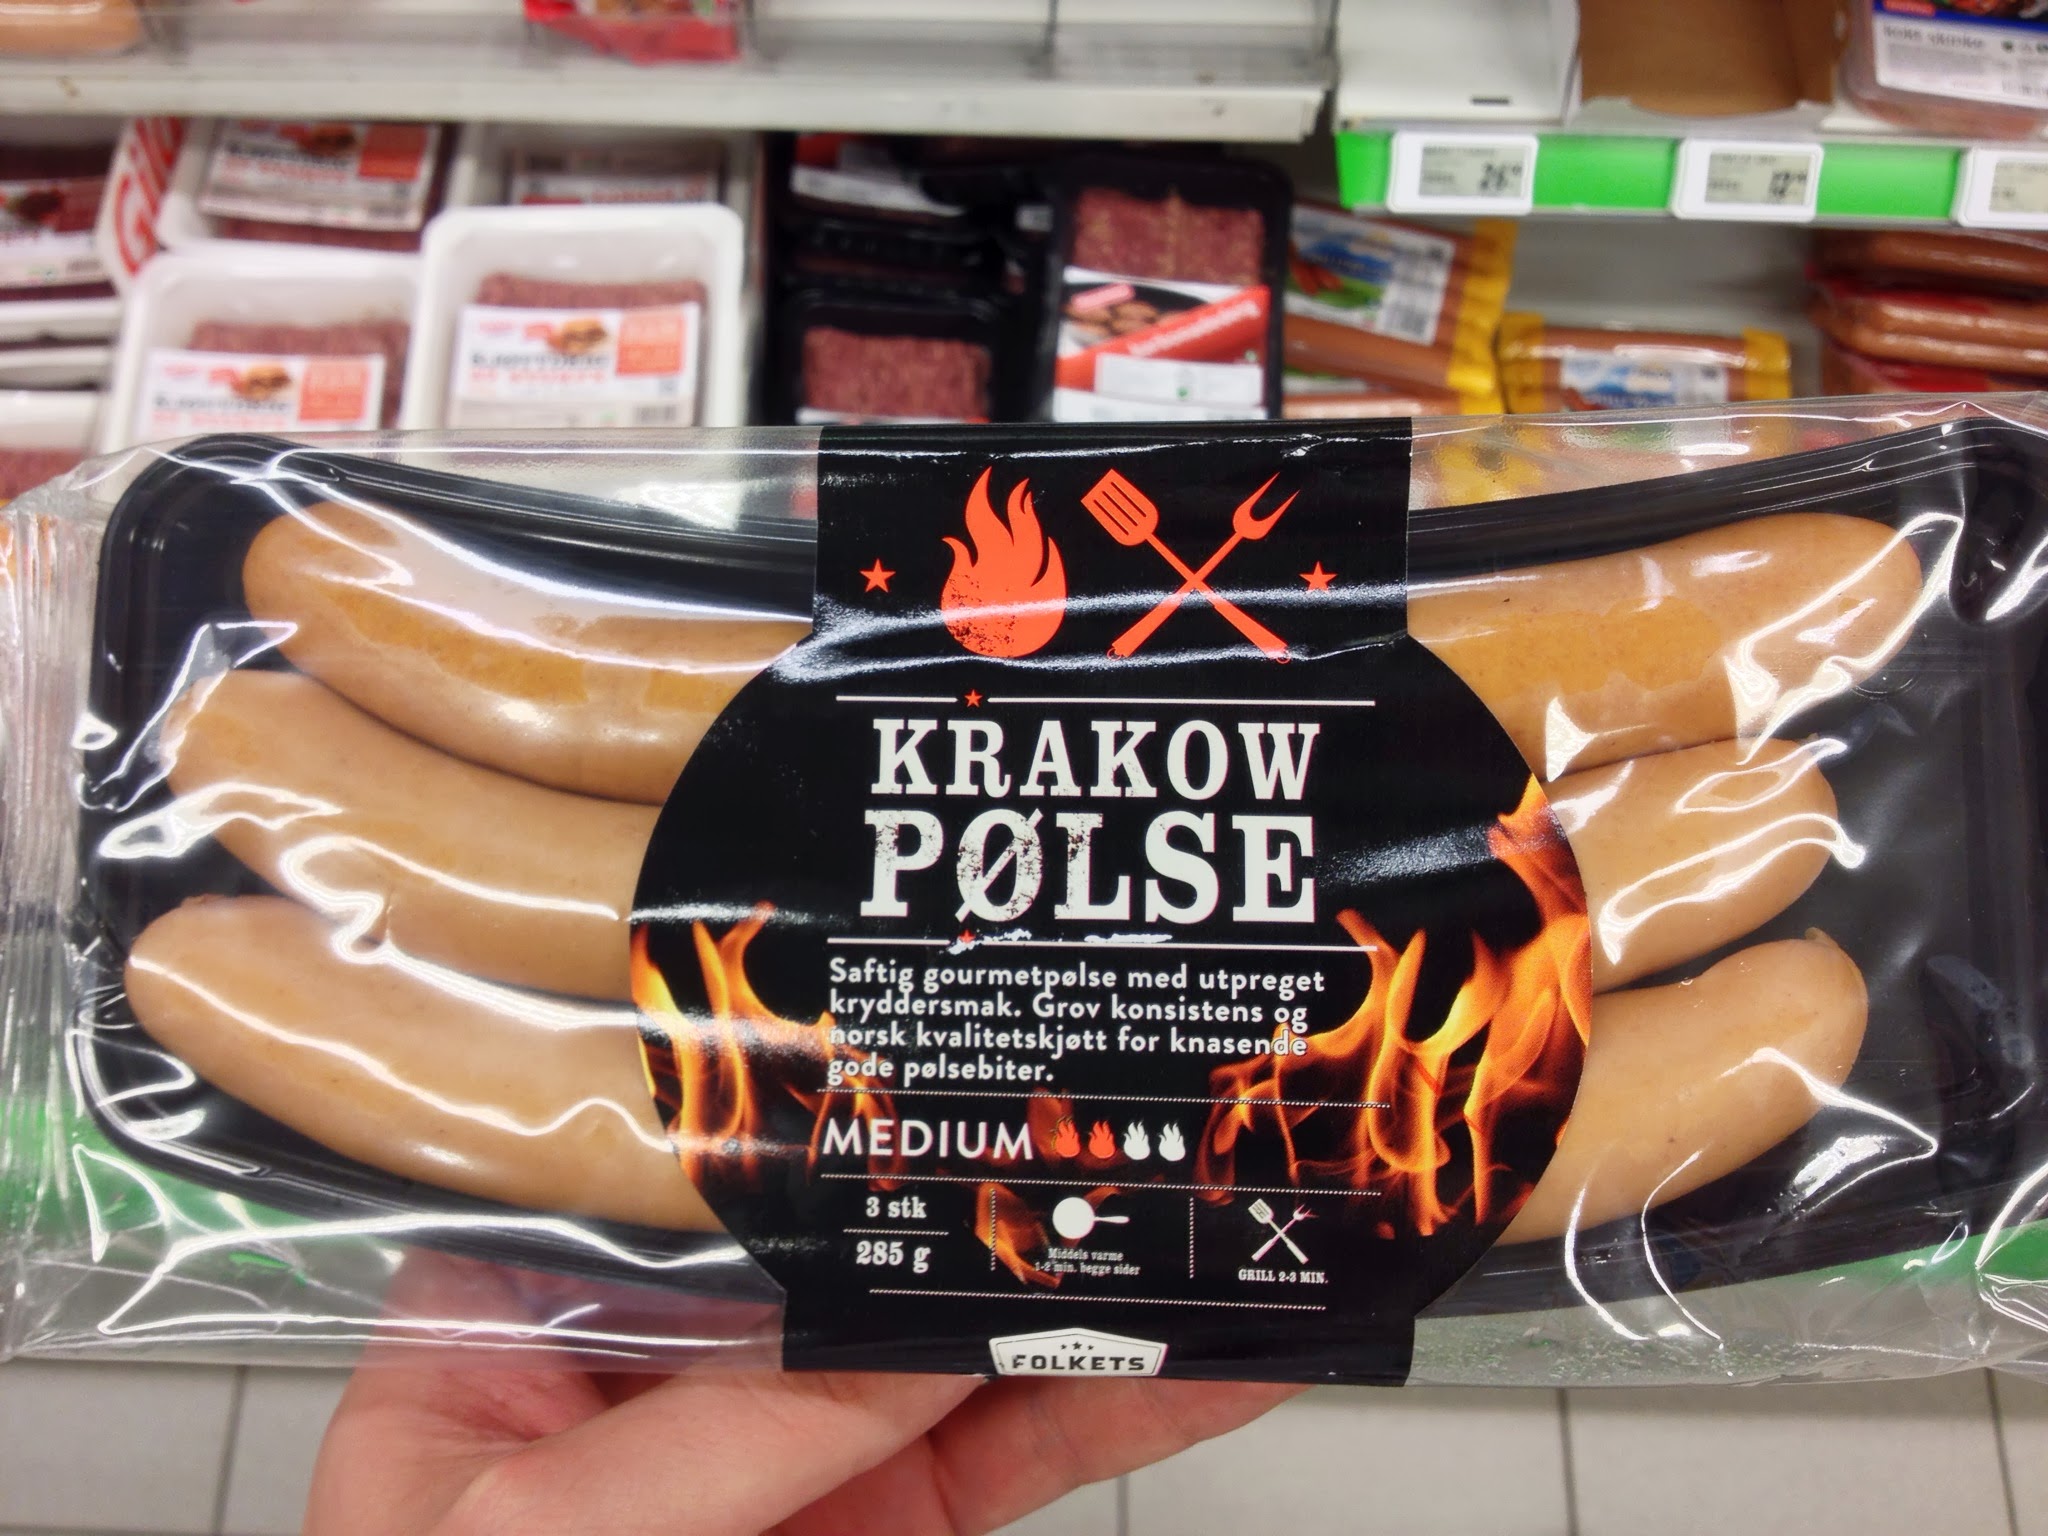 KRAKOW
PØLSE
Saftig gourmetpølse med utpreget
kryddersmak. Grov konsistens og
norsk kvalitetskjøtt for knasende
gode pølsebiter.
MEDIUM
3 stk
285 g
Middels varme
1-2 min. begge sider
GRILL 2-3 MIN.
FOLKETS